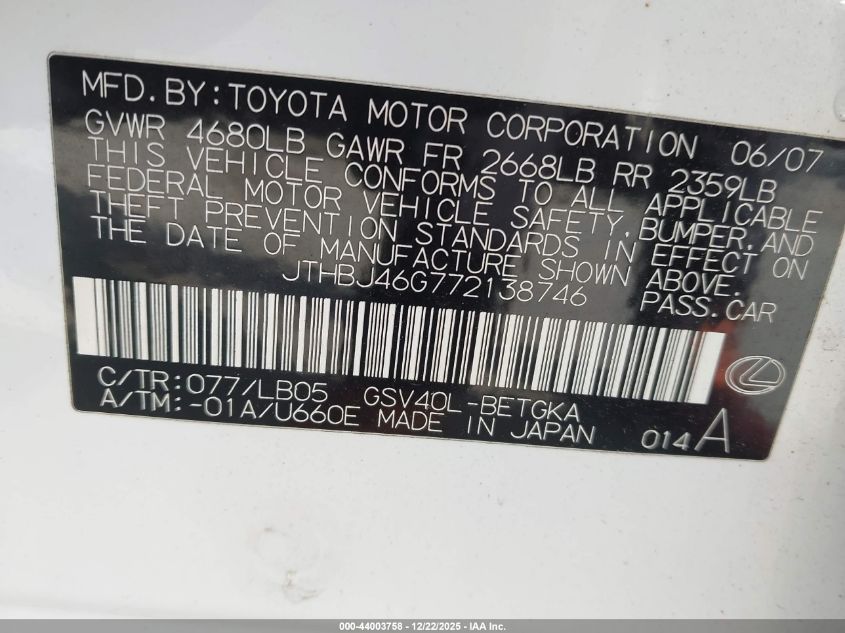 MFD. BY: TOYOTA MOTOR CORPORATION 06/07
GVWR 4680LB GAWR FR 2668LB RR 2359LB
THIS VEHICLE CONFORMS TO ALL APPLICABLE
FEDERAL MOTOR VEHICLE SAFETY, BUMPER, AND
THEFT PREVENTION STANDARDS IN EFFECT ON
THE DATE OF MANUFACTURE SHOWN ABOVE.
JTHBJ46G772138746 PASS. CAR
C/TR: 077/LB05 GSV40L-BETGKA
A/TM: -01A/U660E MADE IN JAPAN 014 A
000-44003758 - 12/22/2025 - IAA Inc.